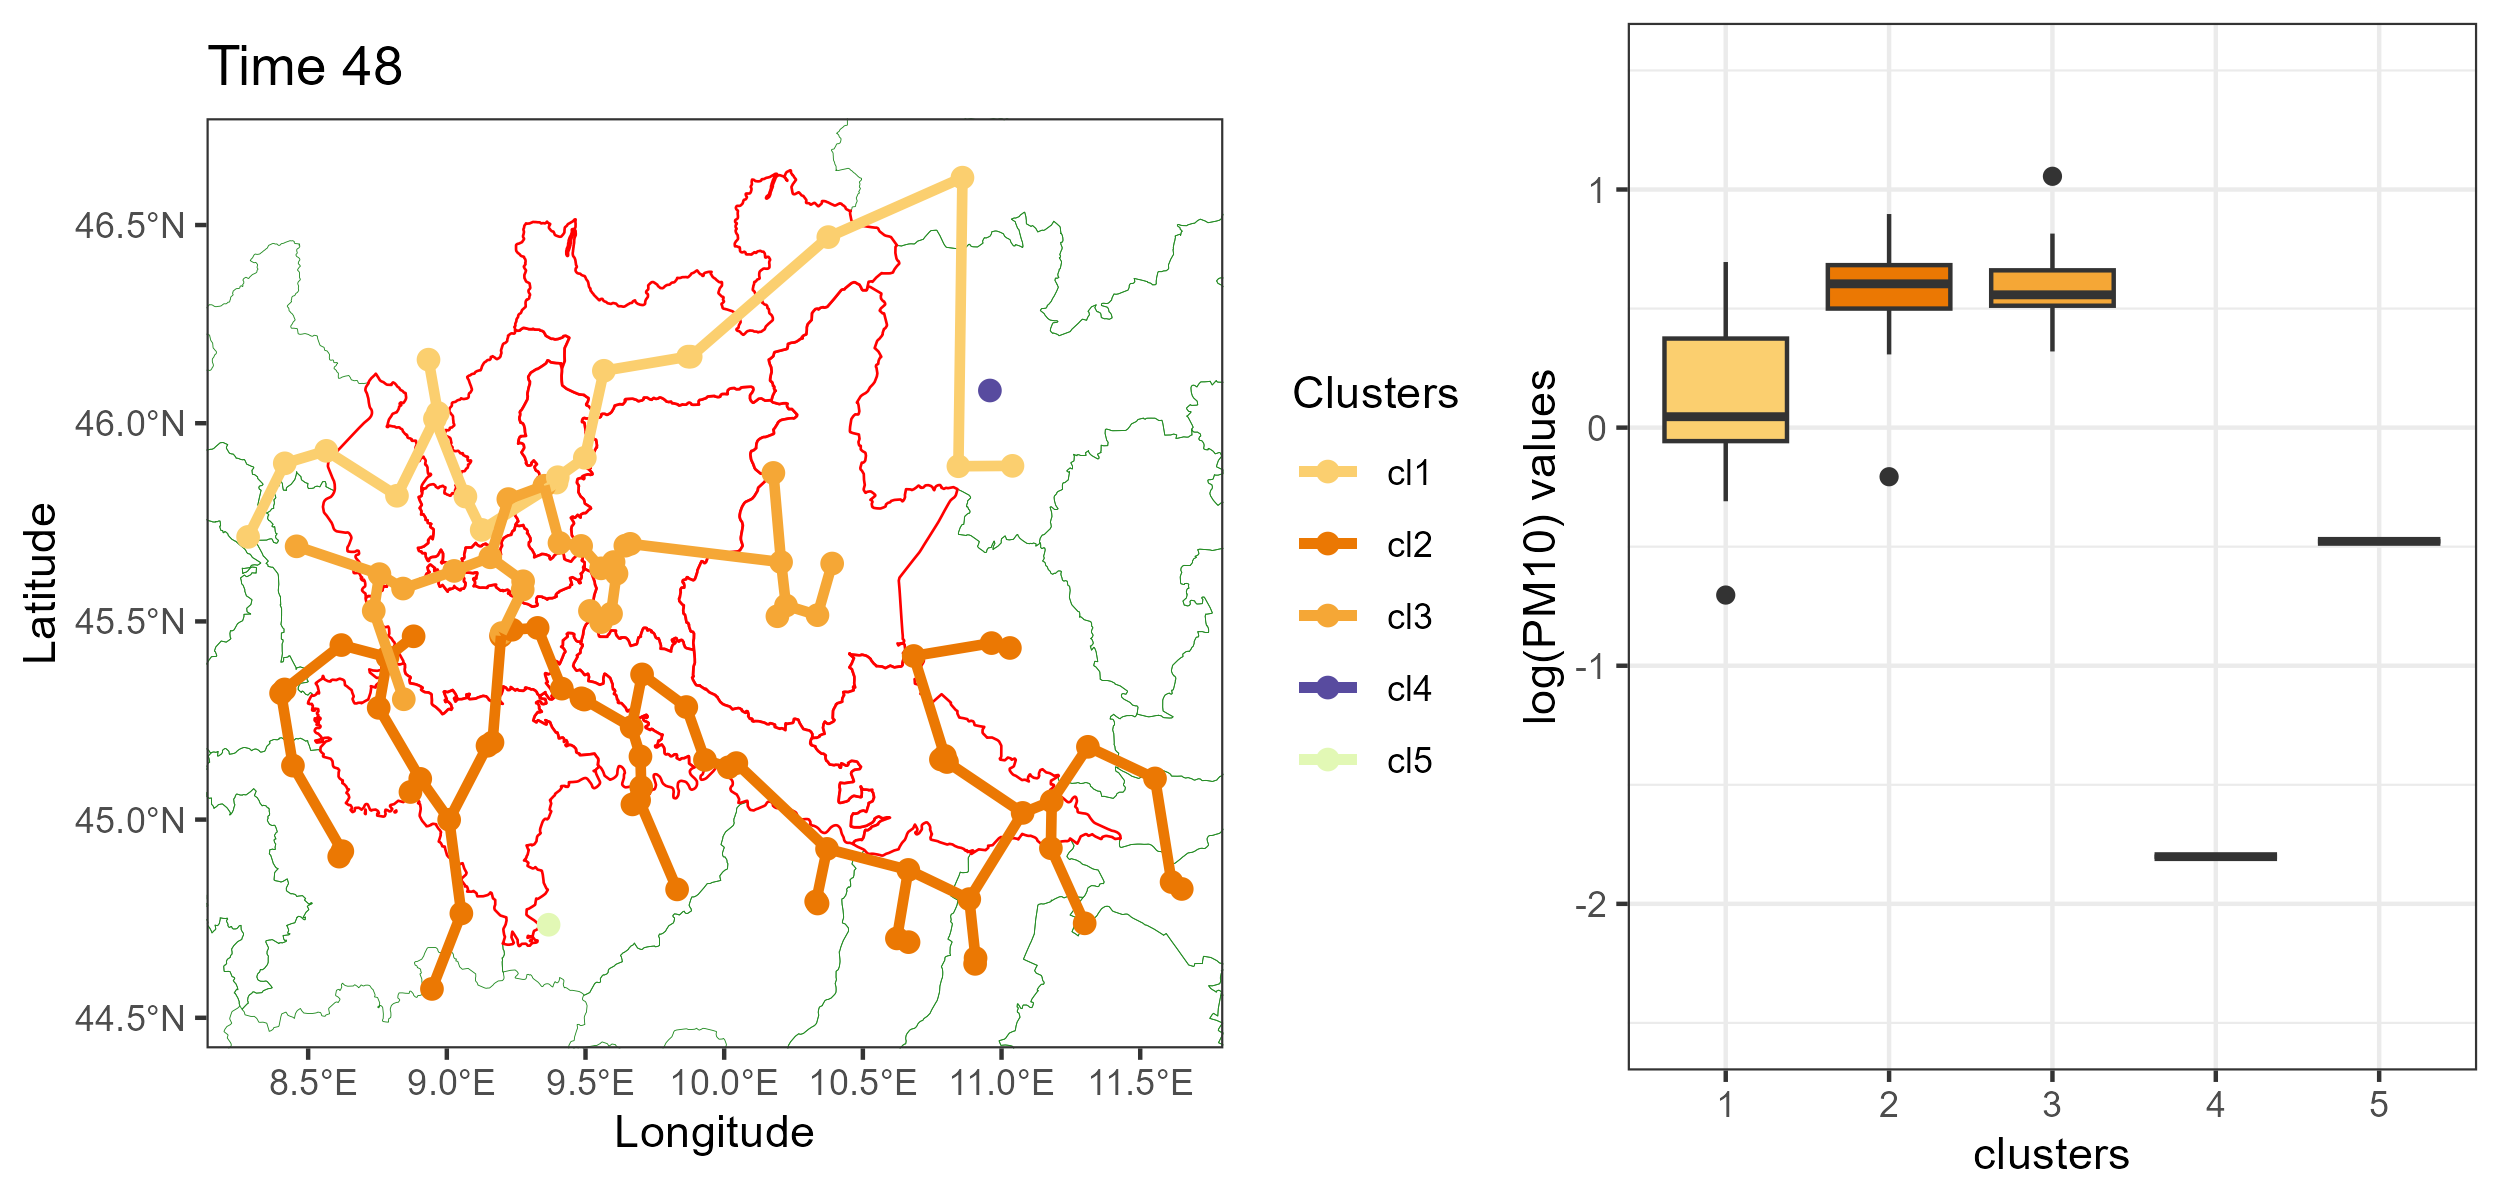 Time 48
Latitude
46.5°N
46.0°N
45.5°N
45.0°N
44.5°N
8.5°E 9.0°E 9.5°E 10.0°E 10.5°E 11.0°E 11.5°E
Longitude
Clusters
cl1
cl2
cl3
cl4
cl5
log(PM10) values
1
0
-1
-2
1 2 3 4 5
clusters